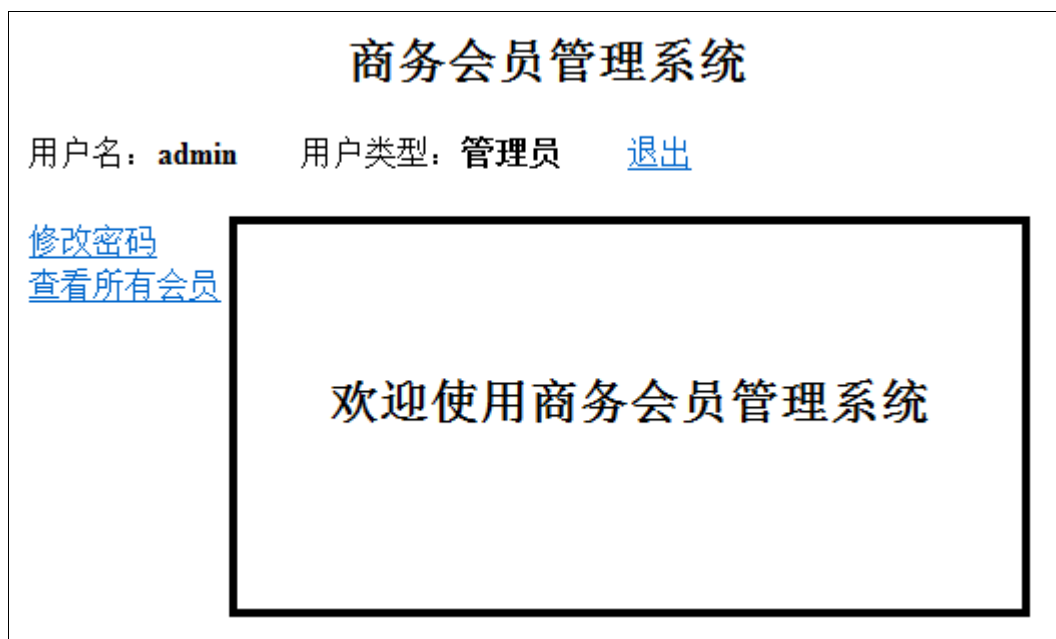 商务会员管理系统
用户名：admin 用户类型：管理员 退出
修改密码
查看所有会员
欢迎使用商务会员管理系统